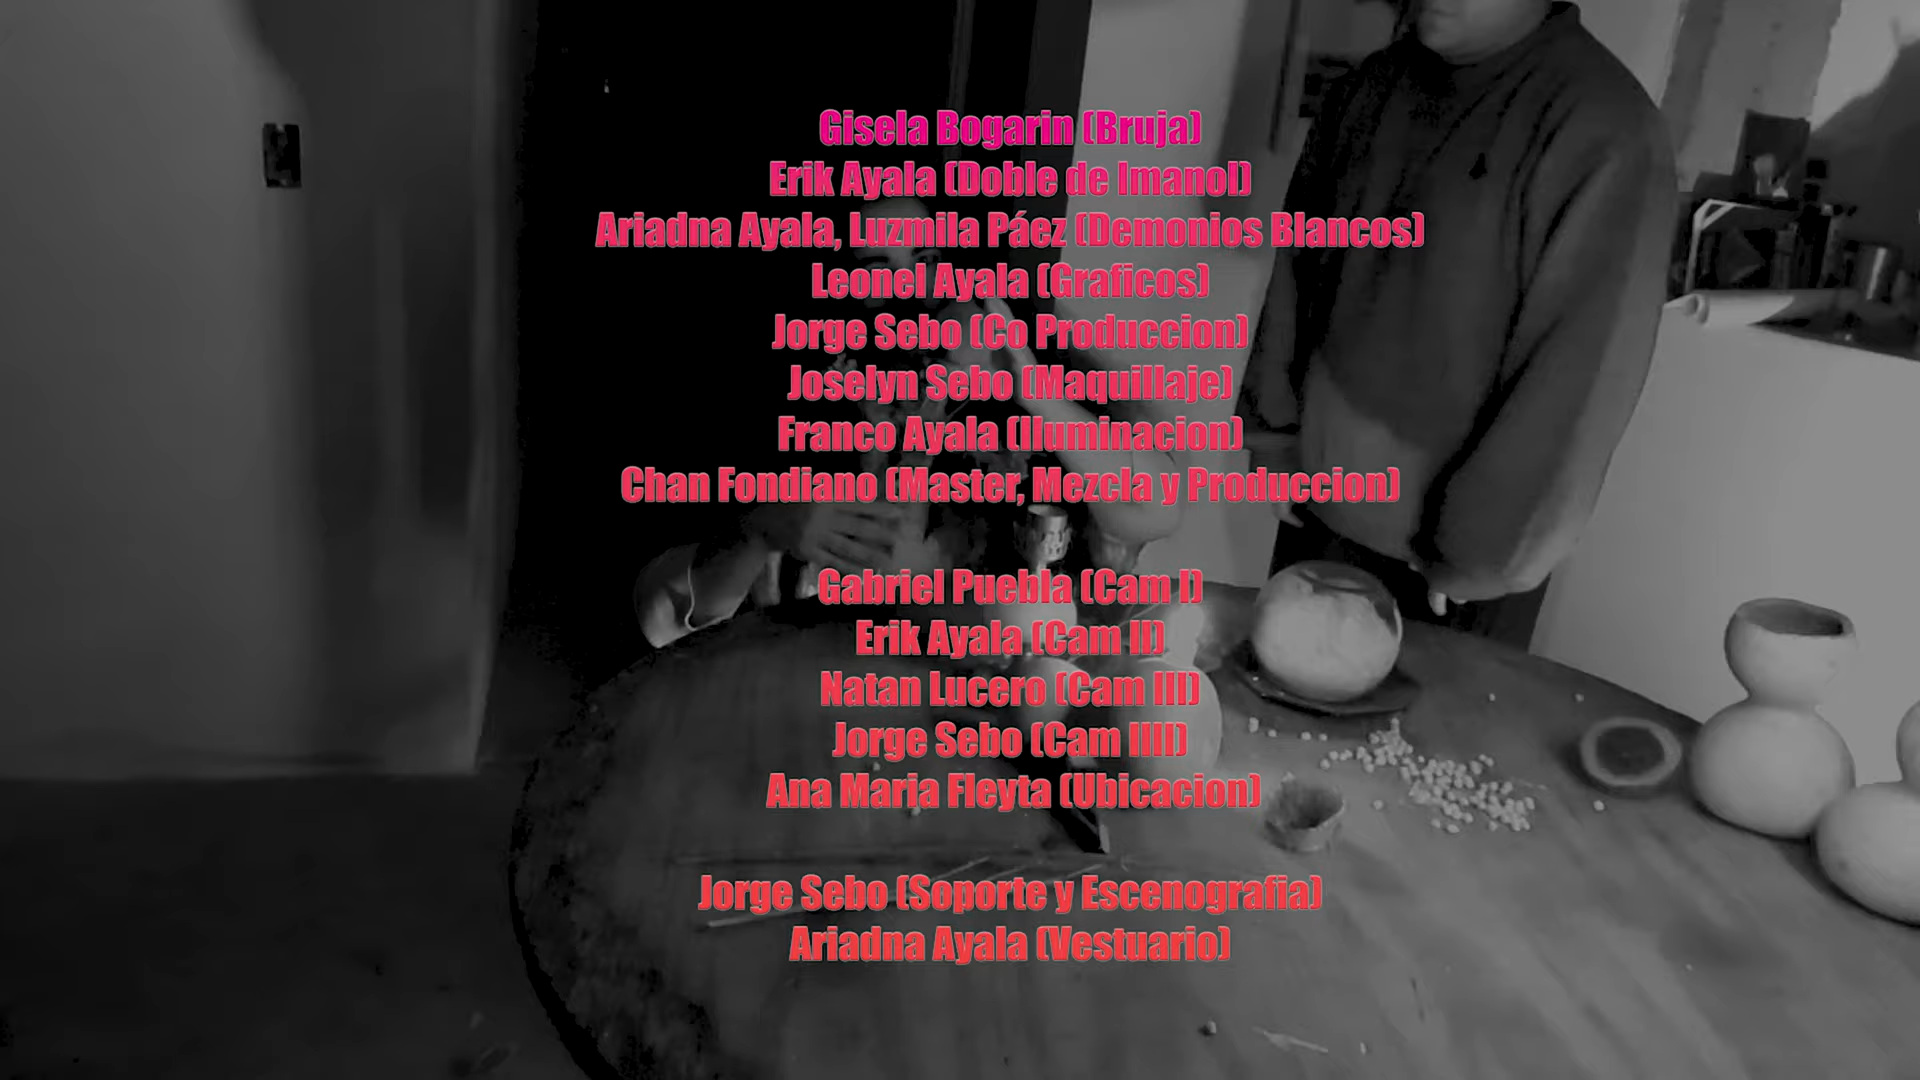 Gisela Bogarin (Bruja)
Erik Ayala (Doble de Imanol)
Ariadna Ayala, Luzmila Páez (Demonios Blancos)
Leonel Ayala (Graficos)
Jorge Sebo (Co Produccion)
Joselyn Sebo (Maquillaje)
Franco Ayala (Iluminacion)
Chan Fondiano (Master, Mezcla y Produccion)
Gabriel Puebla (Cam I)
Erik Ayala (Cam II)
Natan Lucero (Cam III)
Jorge Sebo (Cam IIII)
Ana Maria Fleyta (Ubicacion)
Jorge Sebo (Soporte y Escenografia)
Ariadna Ayala (Vestuario)